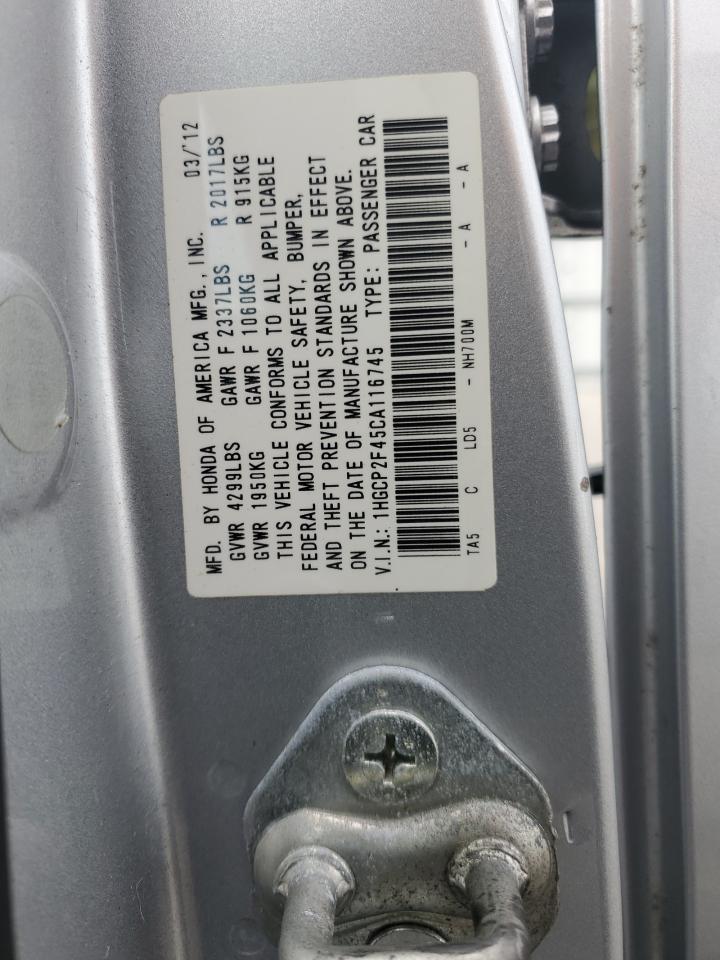 MFD. BY HONDA OF AMERICA MFG., INC. 03/'12
GVWR 4299LBS GAWR F 2337LBS R 2017LBS
GVWR 1950KG GAWR F 1060KG R 915KG
THIS VEHICLE CONFORMS TO ALL APPLICABLE
FEDERAL MOTOR VEHICLE SAFETY, BUMPER,
AND THEFT PREVENTION STANDARDS IN EFFECT
ON THE DATE OF MANUFACTURE SHOWN ABOVE.
V.I.N.: 1HGCP2F45CA116745 TYPE: PASSENGER CAR
TA5 C LD5 - NH700M - A - A